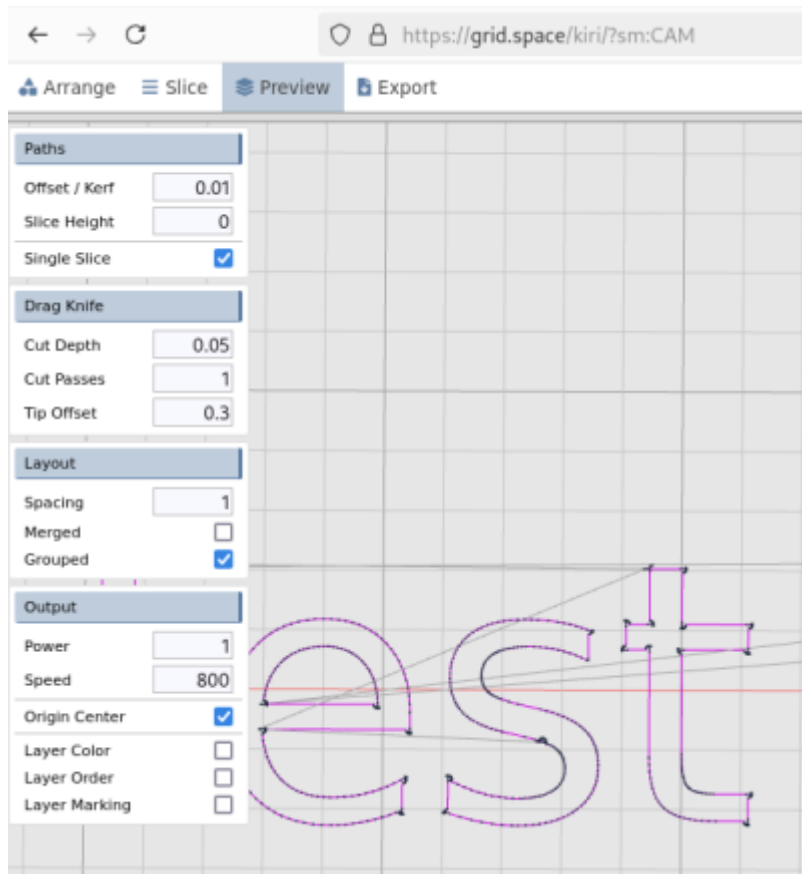 https://grid.space/kiri/?sm:CAM
Arrange Slice Preview Export
Paths
Offset / Kerf 0.01
Slice Height 0
Single Slice
Drag Knife
Cut Depth 0.05
Cut Passes 1
Tip Offset 0.3
Layout
Spacing 1
Merged
Grouped
Output
Power 1
Speed 800
Origin Center
Layer Color
Layer Order
Layer Marking
est